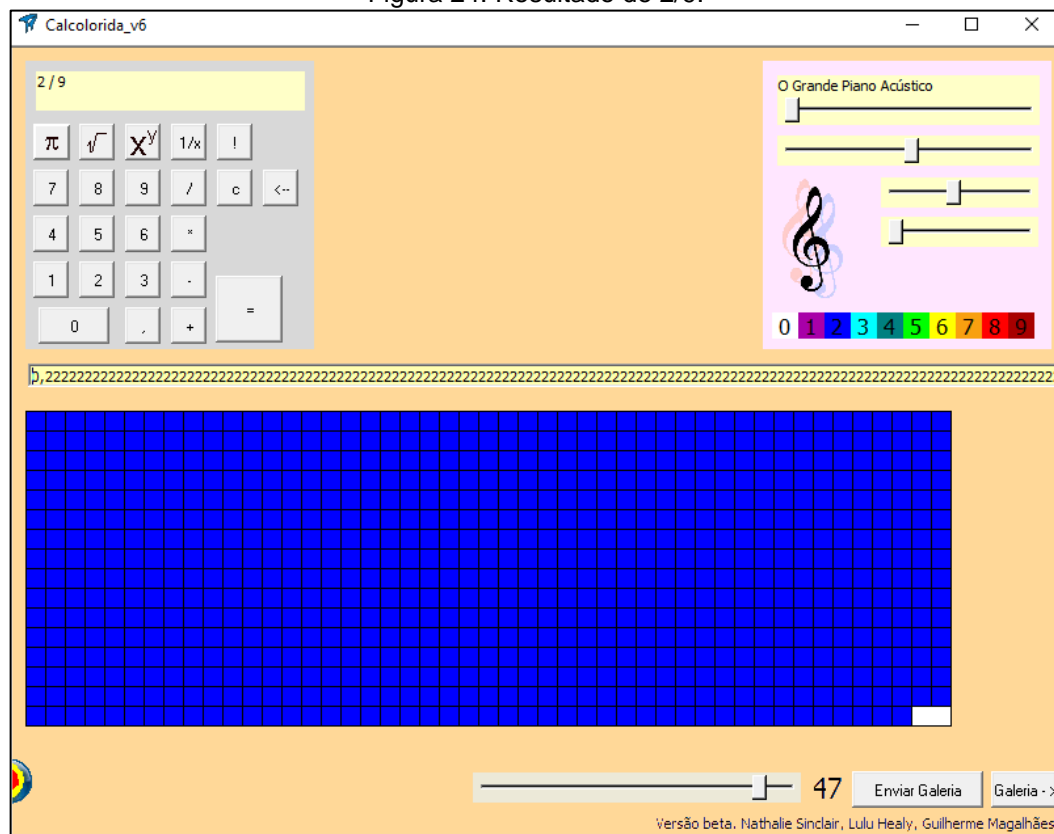 Figura 24: Resultado de 2/9.
Calcolorida_v6
2 / 9
π √ Xʸ 1/x !
7 8 9 / c <--
4 5 6 *
1 2 3 -
0 , + =
O Grande Piano Acústico
0 1 2 3 4 5 6 7 8 9
47
Enviar Galeria
Galeria - >
Versão beta. Nathalie Sinclair, Lulu Healy, Guilherme Magalhães